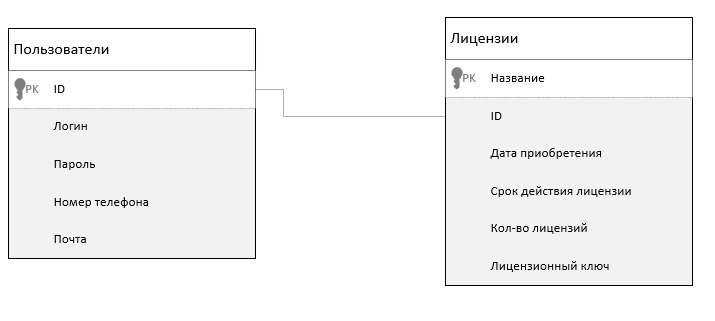 Пользователи
PK ID
Логин
Пароль
Номер телефона
Почта
Лицензии
PK Название
ID
Дата приобретения
Срок действия лицензии
Кол-во лицензий
Лицензионный ключ